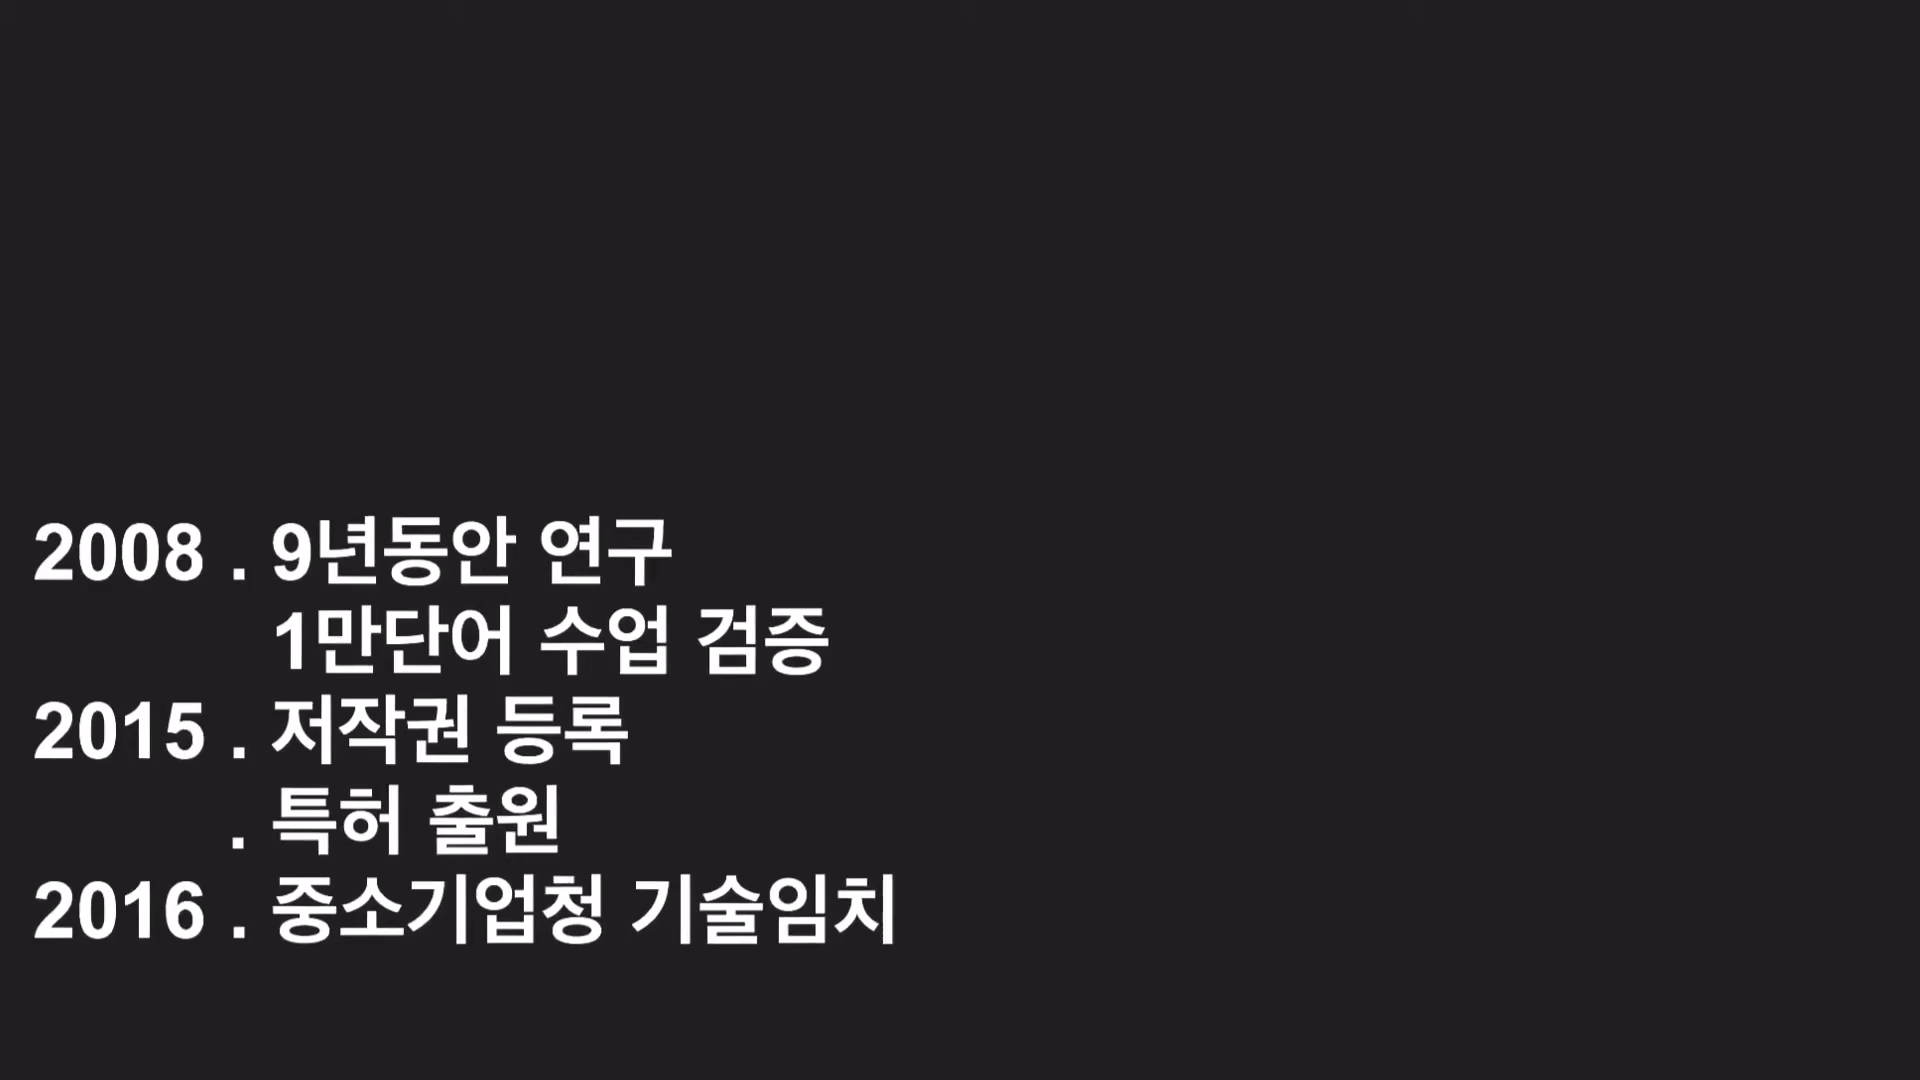 2008 . 9년동안 연구
1만단어 수업 검증
2015 . 저작권 등록
. 특허 출원
2016 . 중소기업청 기술임치